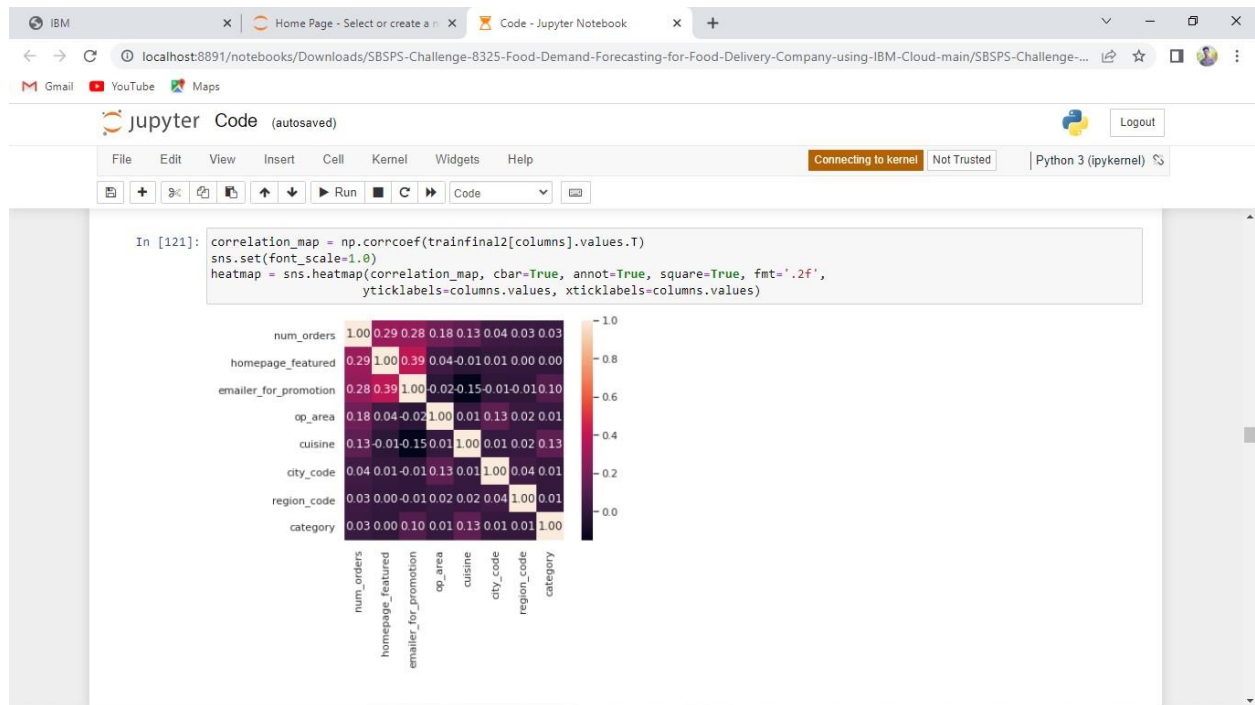 IBM
Home Page - Select or create a n
Code - Jupyter Notebook
localhost:8891/notebooks/Downloads/SBSPS-Challenge-8325-Food-Demand-Forecasting-for-Food-Delivery-Company-using-IBM-Cloud-main/SBSPS-Challenge-...
Gmail YouTube Maps
jupyter Code (autosaved)
Logout
File Edit View Insert Cell Kernel Widgets Help
Connecting to kernel Not Trusted Python 3 (ipykernel)
Run Code
In [121]: correlation_map = np.corrcoef(trainfinal2[columns].values.T)
sns.set(font_scale=1.0)
heatmap = sns.heatmap(correlation_map, cbar=True, annot=True, square=True, fmt='.2f',
yticklabels=columns.values, xticklabels=columns.values)
num_orders 1.00 0.29 0.28 0.18 0.13 0.04 0.03 0.03
homepage_featured 0.29 1.00 0.39 0.04 -0.01 0.01 0.00 0.00
emailer_for_promotion 0.28 0.39 1.00 -0.02 -0.15 -0.01 -0.01 0.10
op_area 0.18 0.04 -0.02 1.00 0.01 0.13 0.02 0.01
cuisine 0.13 -0.01 -0.15 0.01 1.00 0.01 0.02 0.13
city_code 0.04 0.01 -0.01 0.13 0.01 1.00 0.04 0.01
region_code 0.03 0.00 -0.01 0.02 0.02 0.04 1.00 0.01
category 0.03 0.00 0.10 0.01 0.13 0.01 0.01 1.00
1.0
0.8
0.6
0.4
0.2
0.0
num_orders
homepage_featured
emailer_for_promotion
op_area
cuisine
city_code
region_code
category